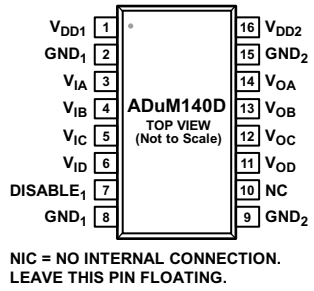 VDD1 1 16 VDD2
GND1 2 15 GND2
VIA 3 14 VOA
VIB 4 ADuM140D 13 VOB
TOP VIEW
(Not to Scale)
VIC 5 12 VOC
VID 6 11 VOD
DISABLE1 7 10 NC
GND1 8 9 GND2
NIC = NO INTERNAL CONNECTION.
LEAVE THIS PIN FLOATING.